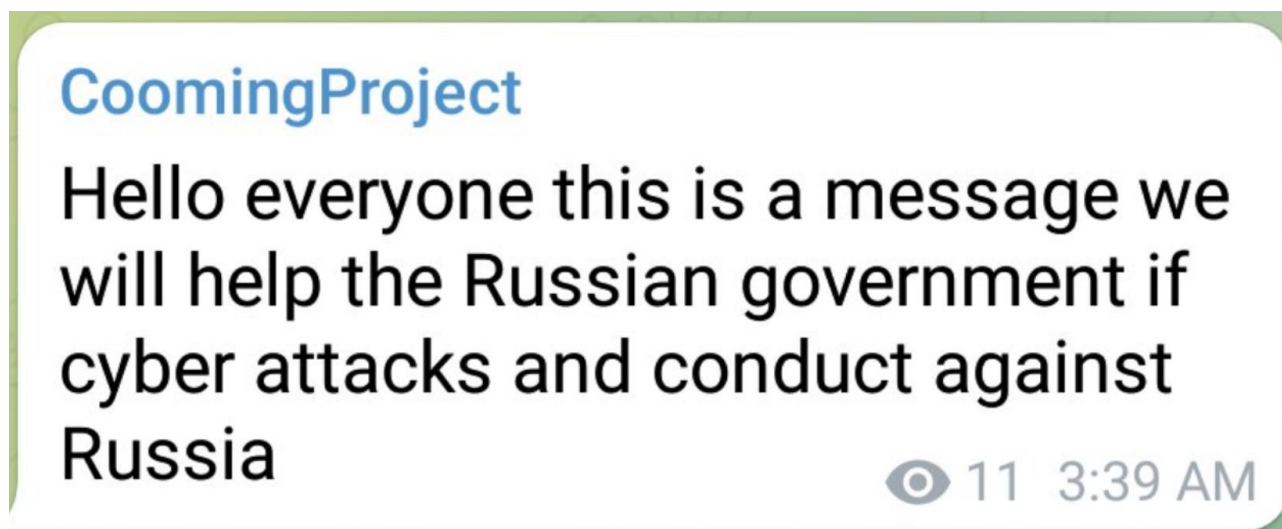 CoomingProject
Hello everyone this is a message we
will help the Russian government if
cyber attacks and conduct against
Russia
11 3:39 AM